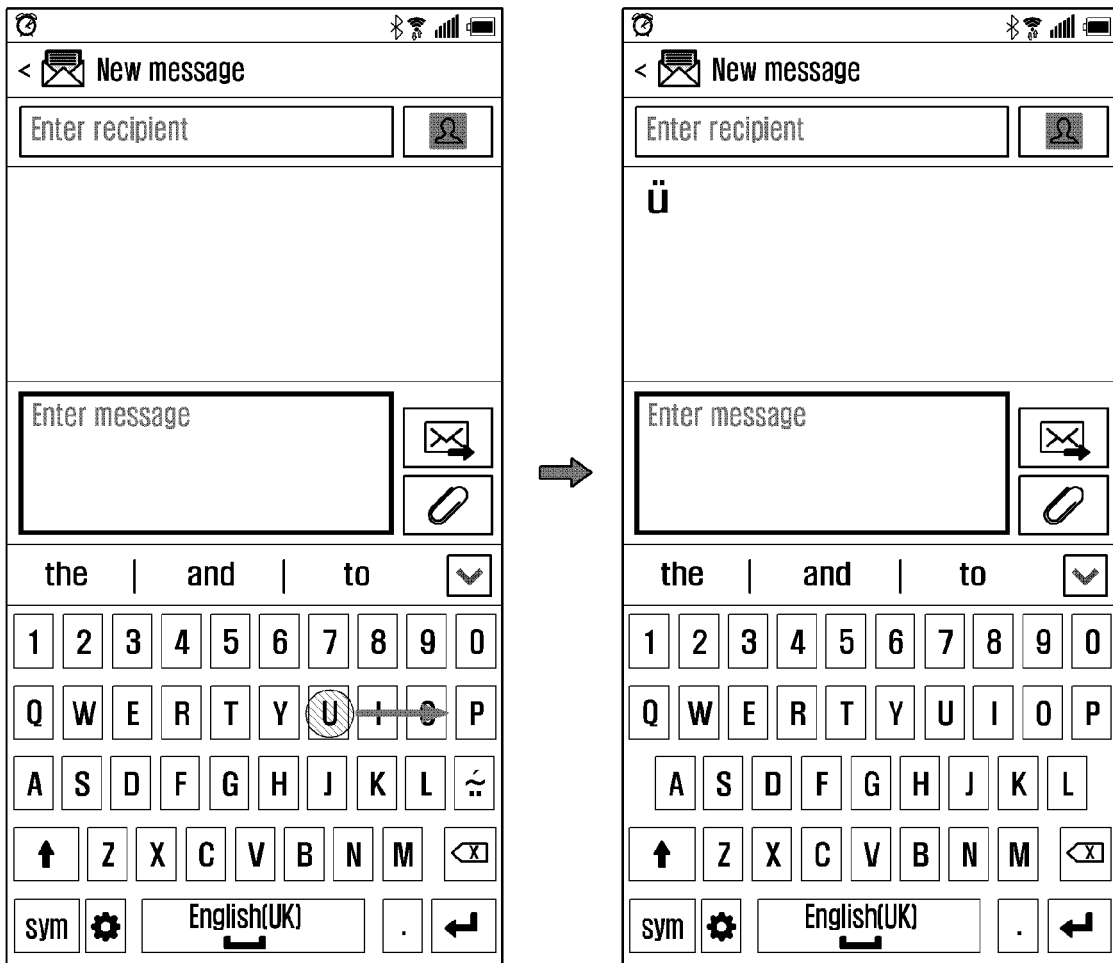 < New message
Enter recipient
Enter message
the | and | to
1 2 3 4 5 6 7 8 9 0
Q W E R T Y U I O P
A S D F G H J K L
Z X C V B N M X
sym English(UK) .
< New message
Enter recipient
ü
Enter message
the | and | to
1 2 3 4 5 6 7 8 9 0
Q W E R T Y U I O P
A S D F G H J K L
Z X C V B N M X
sym English(UK) .